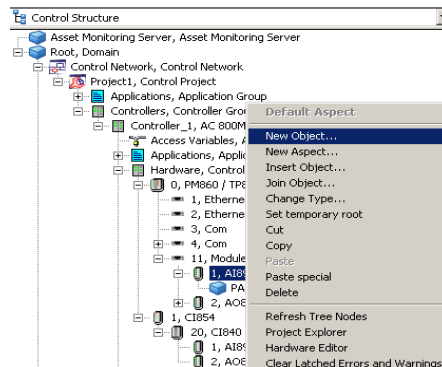 Control Structure
Asset Monitoring Server, Asset Monitoring Server
Root, Domain
Control Network, Control Network
Project1, Control Project
Applications, Application Group
Controllers, Controller Grou
Controller_1, AC 800M
Access Variables, A
Applications, Applic
Hardware, Control
0, PM860 / TP8
1, Etherne
2, Etherne
3, Com
4, Com
11, Module
1, AI89
PA
2, AO8
1, CI854
20, CI840
1, AI89
2, AO8
Default Aspect
New Object...
New Aspect...
Insert Object...
Join Object...
Change Type...
Set temporary root
Cut
Copy
Paste
Paste special
Delete
Refresh Tree Nodes
Project Explorer
Hardware Editor
Clear Latched Errors and Warnings